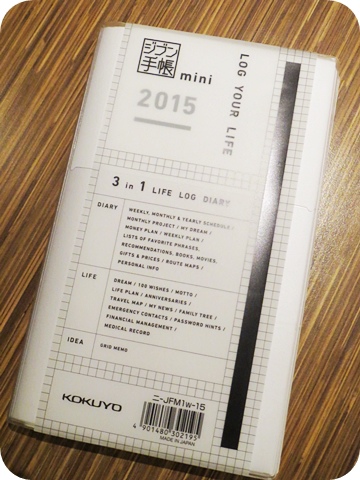 ジブン
手帳
mini
2015
LOG YOUR LIFE
3 in 1 LIFE LOG DIARY
DIARY
WEEKLY, MONTHLY & YEARLY SCHEDULE /
MONTHLY PROJECT / MY DREAM /
MONEY PLAN / WEEKLY PLAN /
LISTS OF FAVORITE PHRASES,
RECOMMENDATIONS, BOOKS, MOVIES,
GIFTS & PRICES / ROUTE MAPS /
PERSONAL INFO
LIFE
DREAM / 100 WISHES / MOTTO /
LIFE PLAN / ANNIVERSARIES /
TRAVEL MAP / MY NEWS / FAMILY TREE /
EMERGENCY CONTACTS / PASSWORD HINTS /
FINANCIAL MANAGEMENT /
MEDICAL RECORD
IDEA
GRID MEMO
KOKUYO
ニ-JFM1W-15
4 901480 302195
MADE IN JAPAN